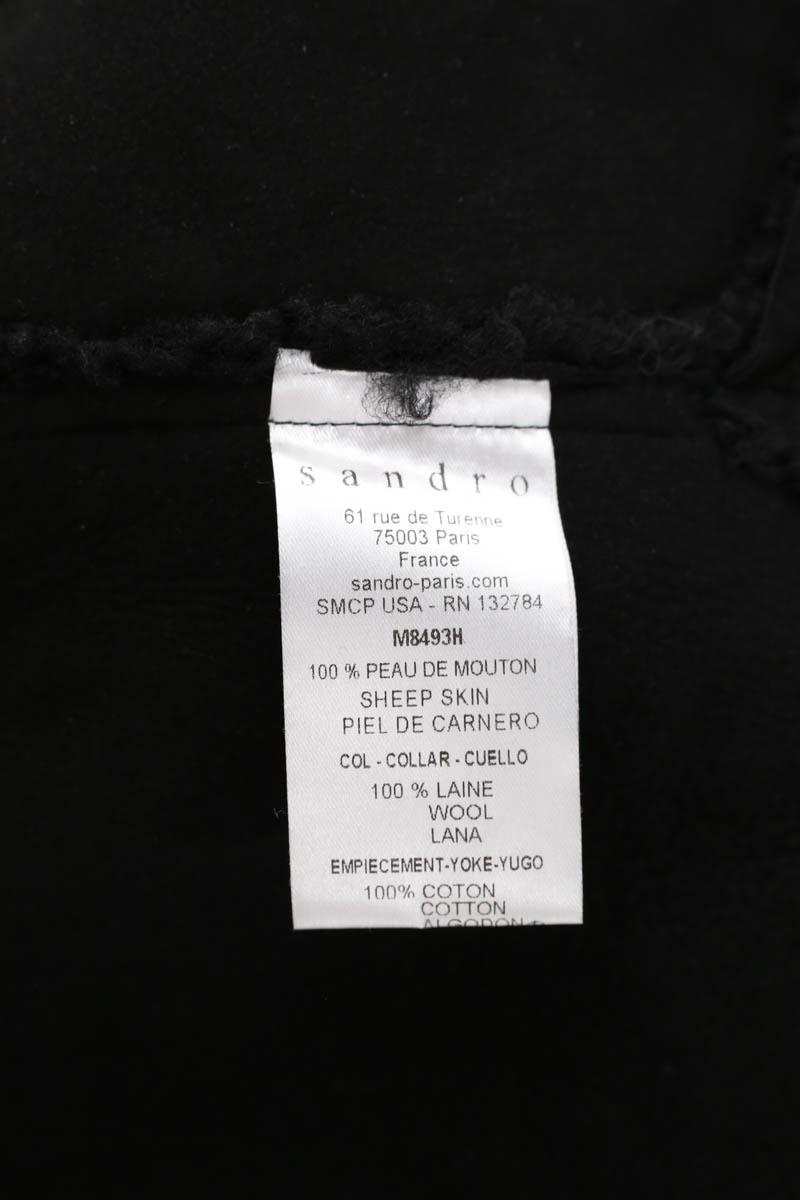 sandro
61 rue de Turenne
75003 Paris
France
sandro-paris.com
SMCP USA - RN 132784
M8493H
100 % PEAU DE MOUTON
SHEEP SKIN
PIEL DE CARNERO
COL - COLLAR - CUELLO
100 % LAINE
WOOL
LANA
EMPIECEMENT-YOKE-YUGO
100% COTON
COTTON
ALGODON